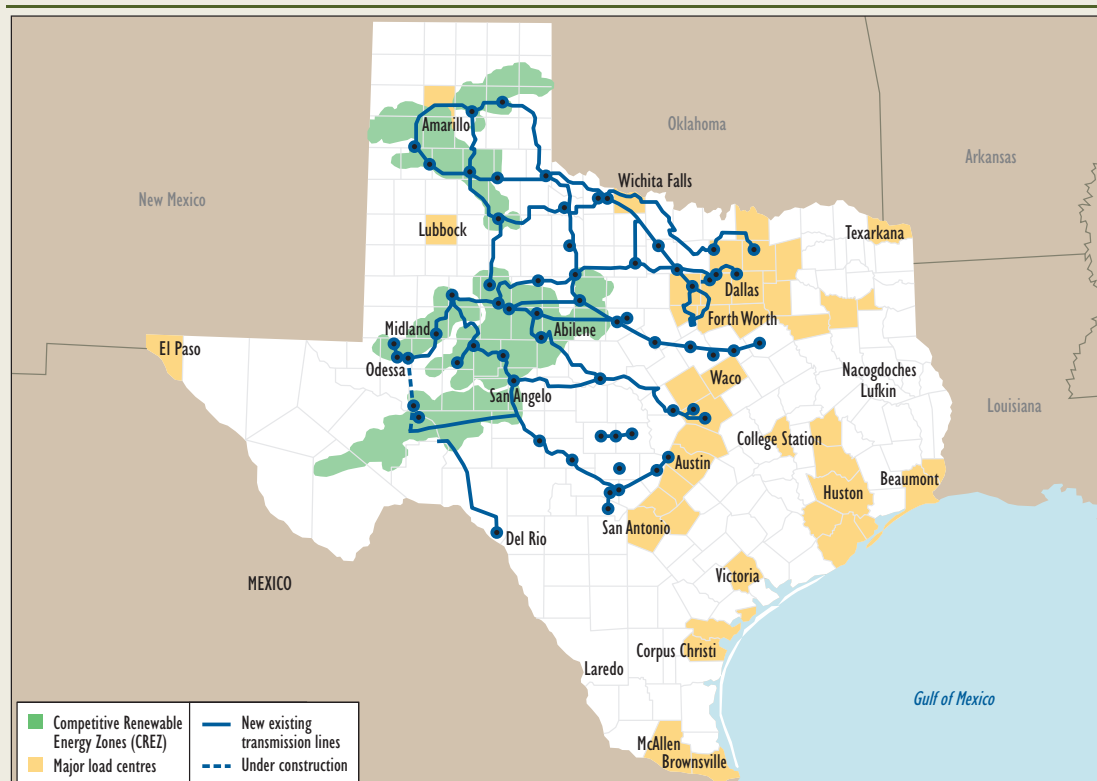 Oklahoma
Amarillo
Arkansas
Wichita Falls
New Mexico
Lubbock
Texarkana
Dallas
Forth Worth
Midland
Abilene
El Paso
Odessa
Waco
Nacogdoches
Lufkin
San Angelo
Louisiana
College Station
Austin
Beaumont
Huston
San Antonio
Del Rio
Victoria
MEXICO
Corpus Christi
Laredo
Gulf of Mexico
McAllen
Brownsville
Competitive Renewable
Energy Zones (CREZ)
Major load centres
New existing
transmission lines
Under construction